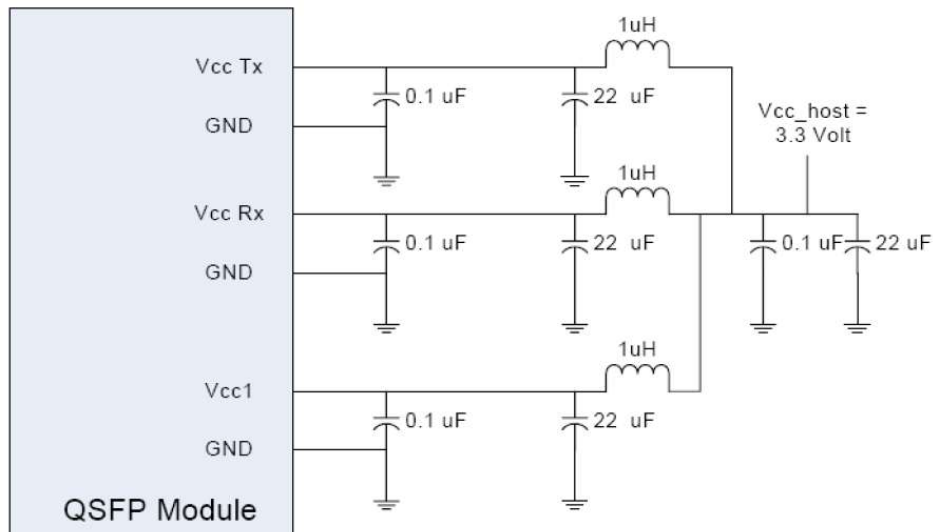 1uH
Vcc Tx
0.1 uF
22 uF
GND
Vcc_host =
3.3 Volt
1uH
Vcc Rx
0.1 uF
22 uF
0.1 uF
22 uF
GND
1uH
Vcc1
0.1 uF
22 uF
GND
QSFP Module